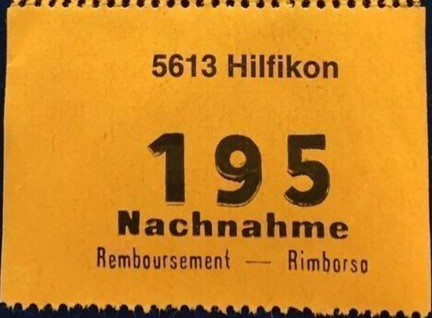 5613 Hilfikon
195
Nachnahme
Remboursement — Rimborso